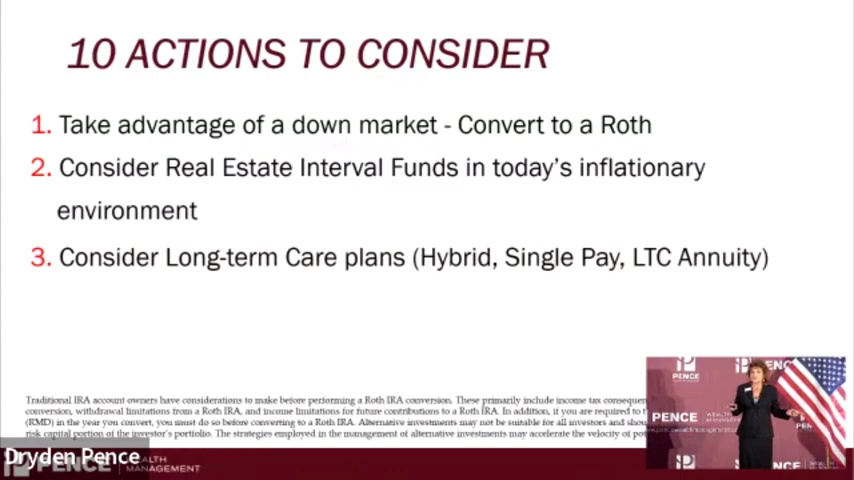 10 ACTIONS TO CONSIDER
1. Take advantage of a down market - Convert to a Roth
2. Consider Real Estate Interval Funds in today's inflationary
environment
3. Consider Long-term Care plans (Hybrid, Single Pay, LTC Annuity)
Traditional IRA account owners have considerations to make before performing a Roth IRA conversion. These primarily include income tax
conversion, withdrawal limitations from a Roth IRA, and income limitations for future contributions to a Roth IRA. In addition, if you are required to
(RMD) in the year you convert, you must do so before converting to a Roth IRA. Alternative investments may not be suitable for all investors and
risk capital portion of the investor's portfolio. The strategies employed in the management of alternative investments may accelerate the velocity of
PENCE
PENCE
WEALTH
Dryden Pence
PENCE
WEALTH
MANAGEMENT